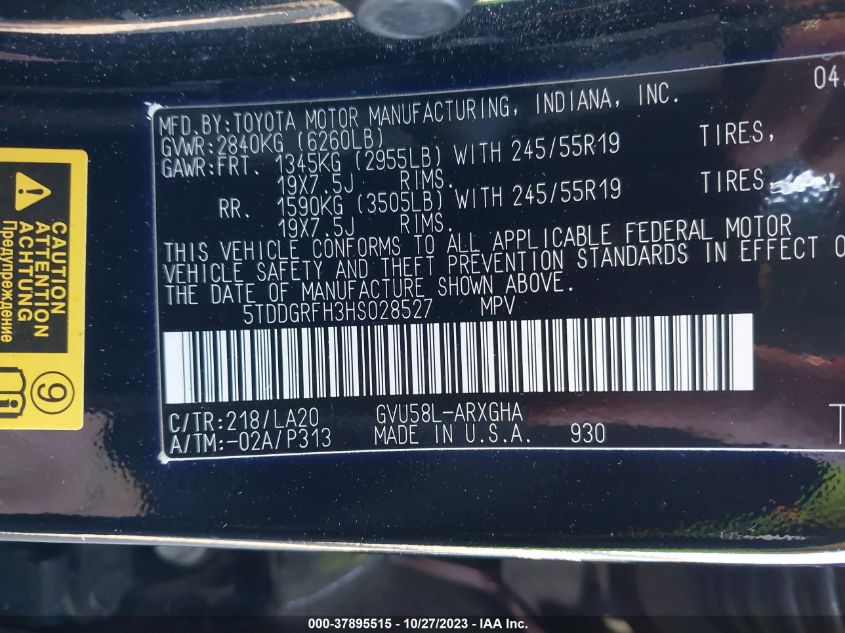 04
MFD.BY:TOYOTA MOTOR MANUFACTURING, INDIANA, INC.
GVWR:2840KG (6260LB)
GAWR:FRT. 1345KG (2955LB) WITH 245/55R19 TIRES,
19X7.5J RIMS.
RR. 1590KG (3505LB) WITH 245/55R19 TIRES,
19X7.5J RIMS.
THIS VEHICLE CONFORMS TO ALL APPLICABLE FEDERAL MOTOR
VEHICLE SAFETY AND THEFT PREVENTION STANDARDS IN EFFECT O
THE DATE OF MANUFACTURE SHOWN ABOVE.
5TDDGRFH3HS028527 MPV
C/TR:218/LA20 GVU58L-ARXGHA
A/TM:-02A/P313 MADE IN U.S.A. 930
T
CAUTION
ATTENTION
ACHTUNG
Предупреждение
9
000-37895515 - 10/27/2023 - IAAI.COM